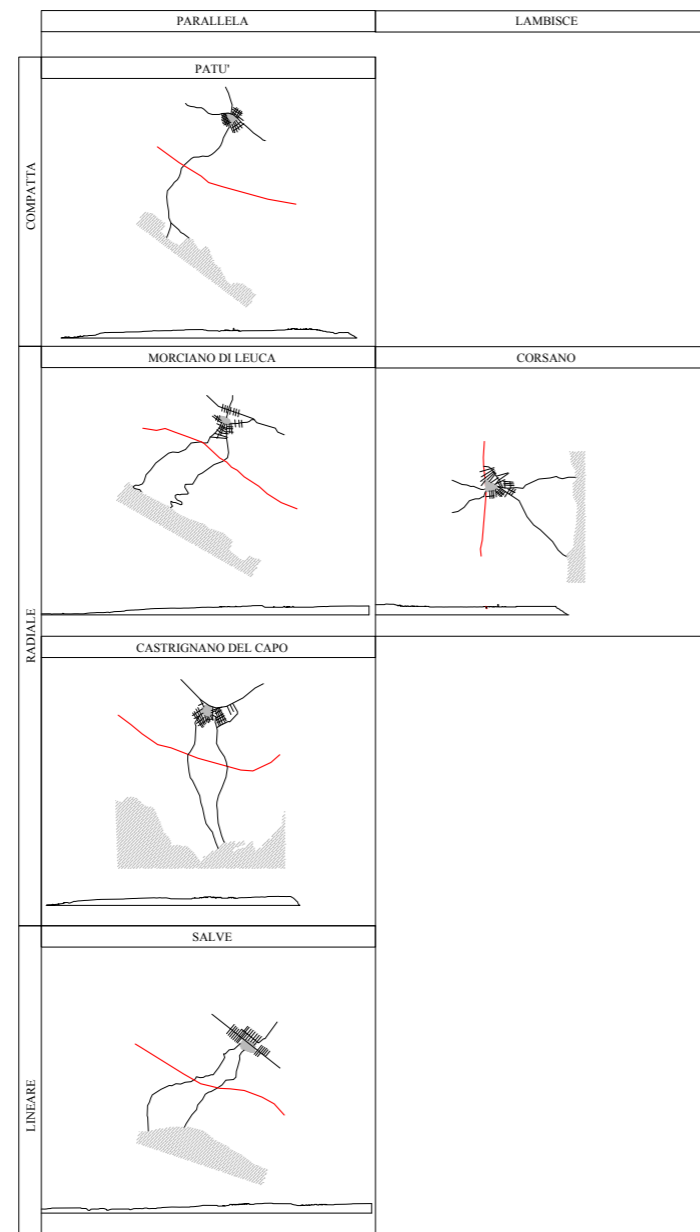 PARALLELA
LAMBISCE
COMPATTA
PATU'
RADIALE
MORCIANO DI LEUCA
CORSANO
CASTRIGNANO DEL CAPO
LINEARE
SALVE